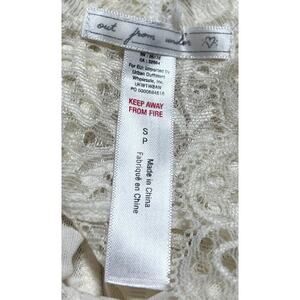 out from under
For EU: Imported by
Urban Outfitters
Wholesale, Inc.
KEEP AWAY
FROM FIRE
S
P
Made in China
Fabriqué en Chine